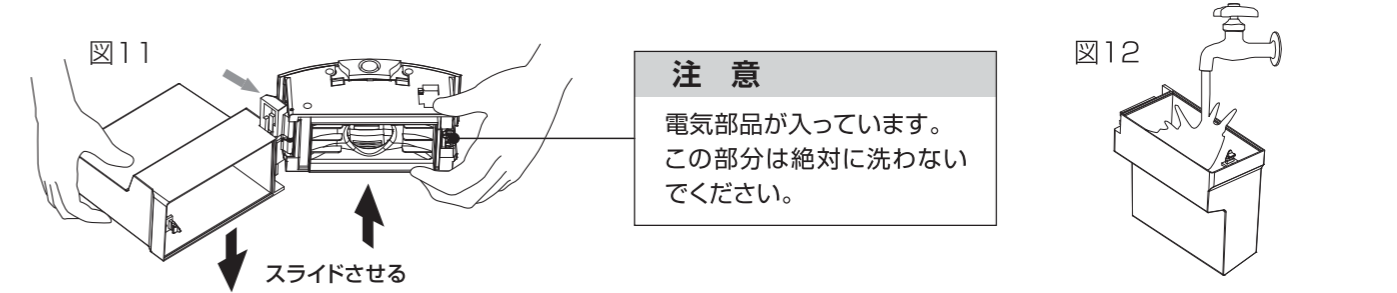 図11
スライドさせる
注　意
電気部品が入っています。
この部分は絶対に洗わない
でください。
図12